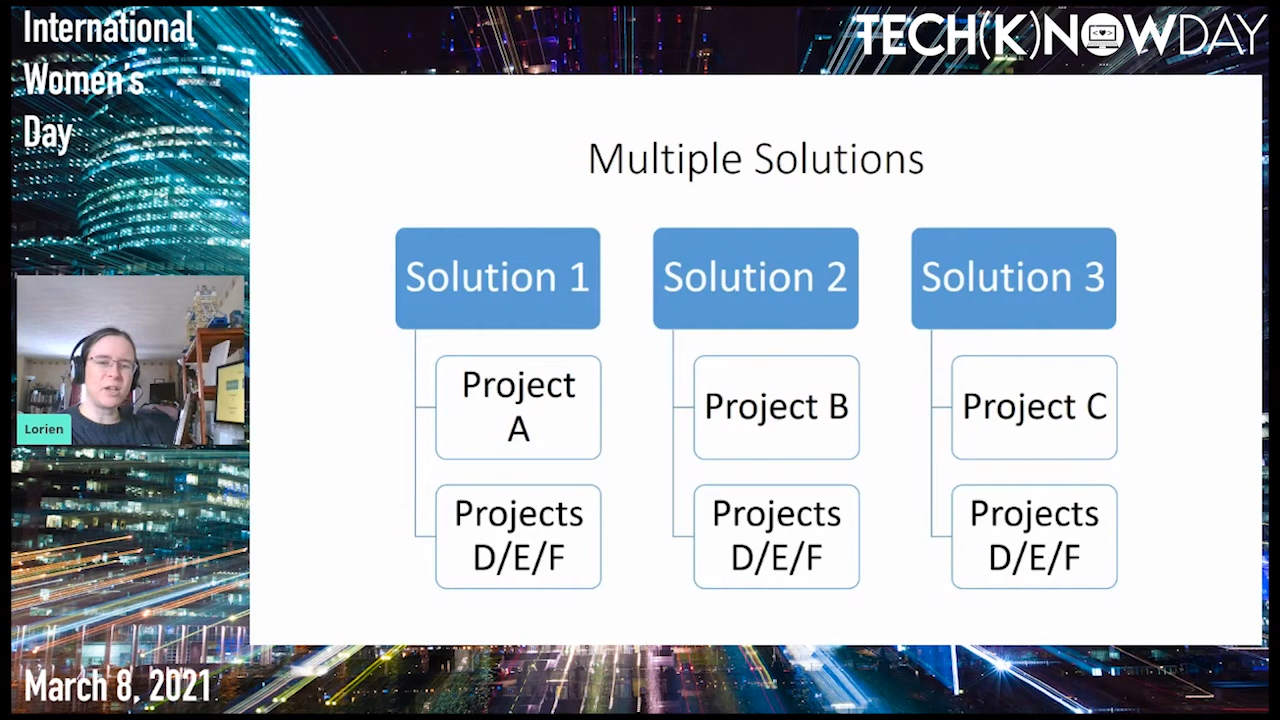 International
Women's
Day
TECH(K)NOWDAY
Multiple Solutions
Solution 1
Solution 2
Solution 3
Project
A
Project B
Project C
Projects
D/E/F
Projects
D/E/F
Projects
D/E/F
Lorien
March 8, 2021